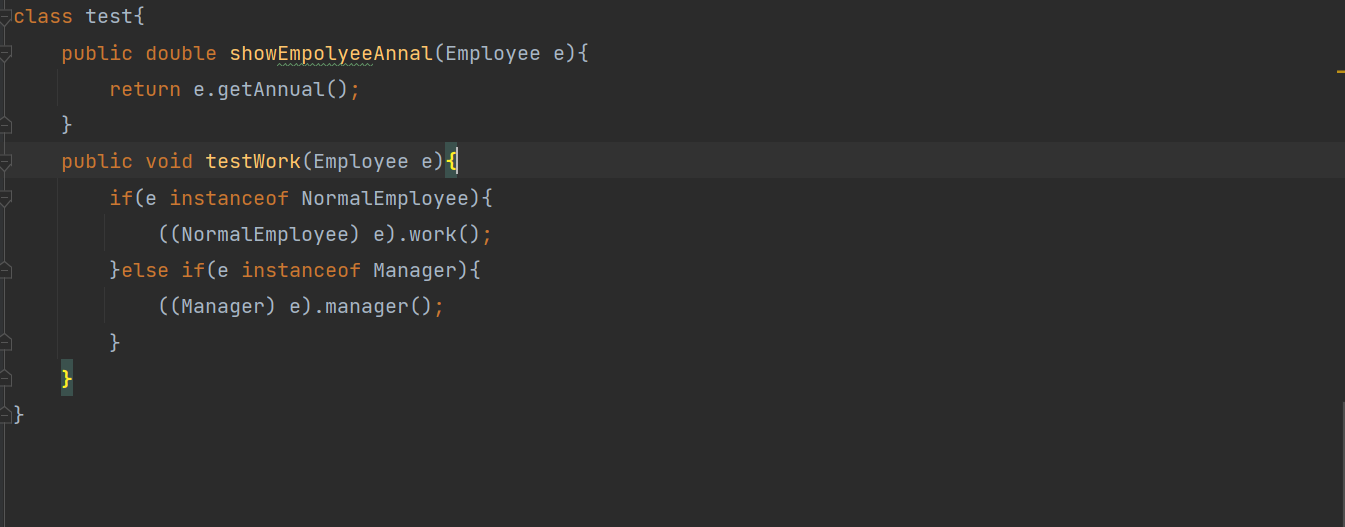 class test{
    public double showEmpolyeeAnnal(Employee e){
        return e.getAnnual();
    }
    public void testWork(Employee e){
        if(e instanceof NormalEmployee){
            ((NormalEmployee) e).work();
        }else if(e instanceof Manager){
            ((Manager) e).manager();
        }
    }
}